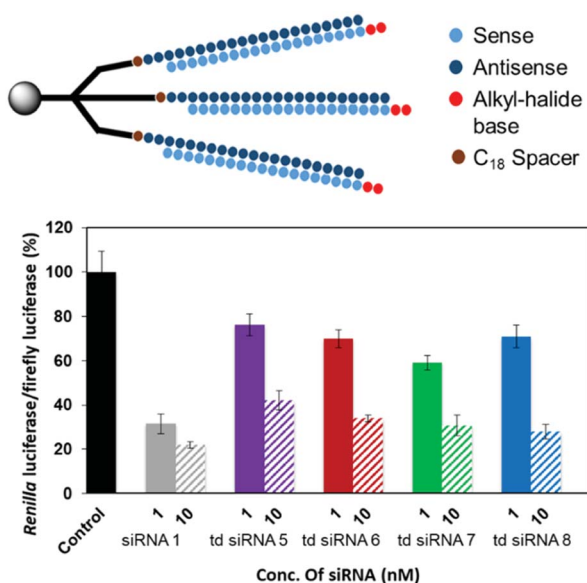 Sense
Antisense
Alkyl-halide
base
C₁₈ Spacer
120
100
80
60
40
20
0
Renilla luciferase/firefly luciferase (%)
Control
1 10 1 10 1 10 1 10 1 10
siRNA 1 td siRNA 5 td siRNA 6 td siRNA 7 td siRNA 8
Conc. Of siRNA (nM)